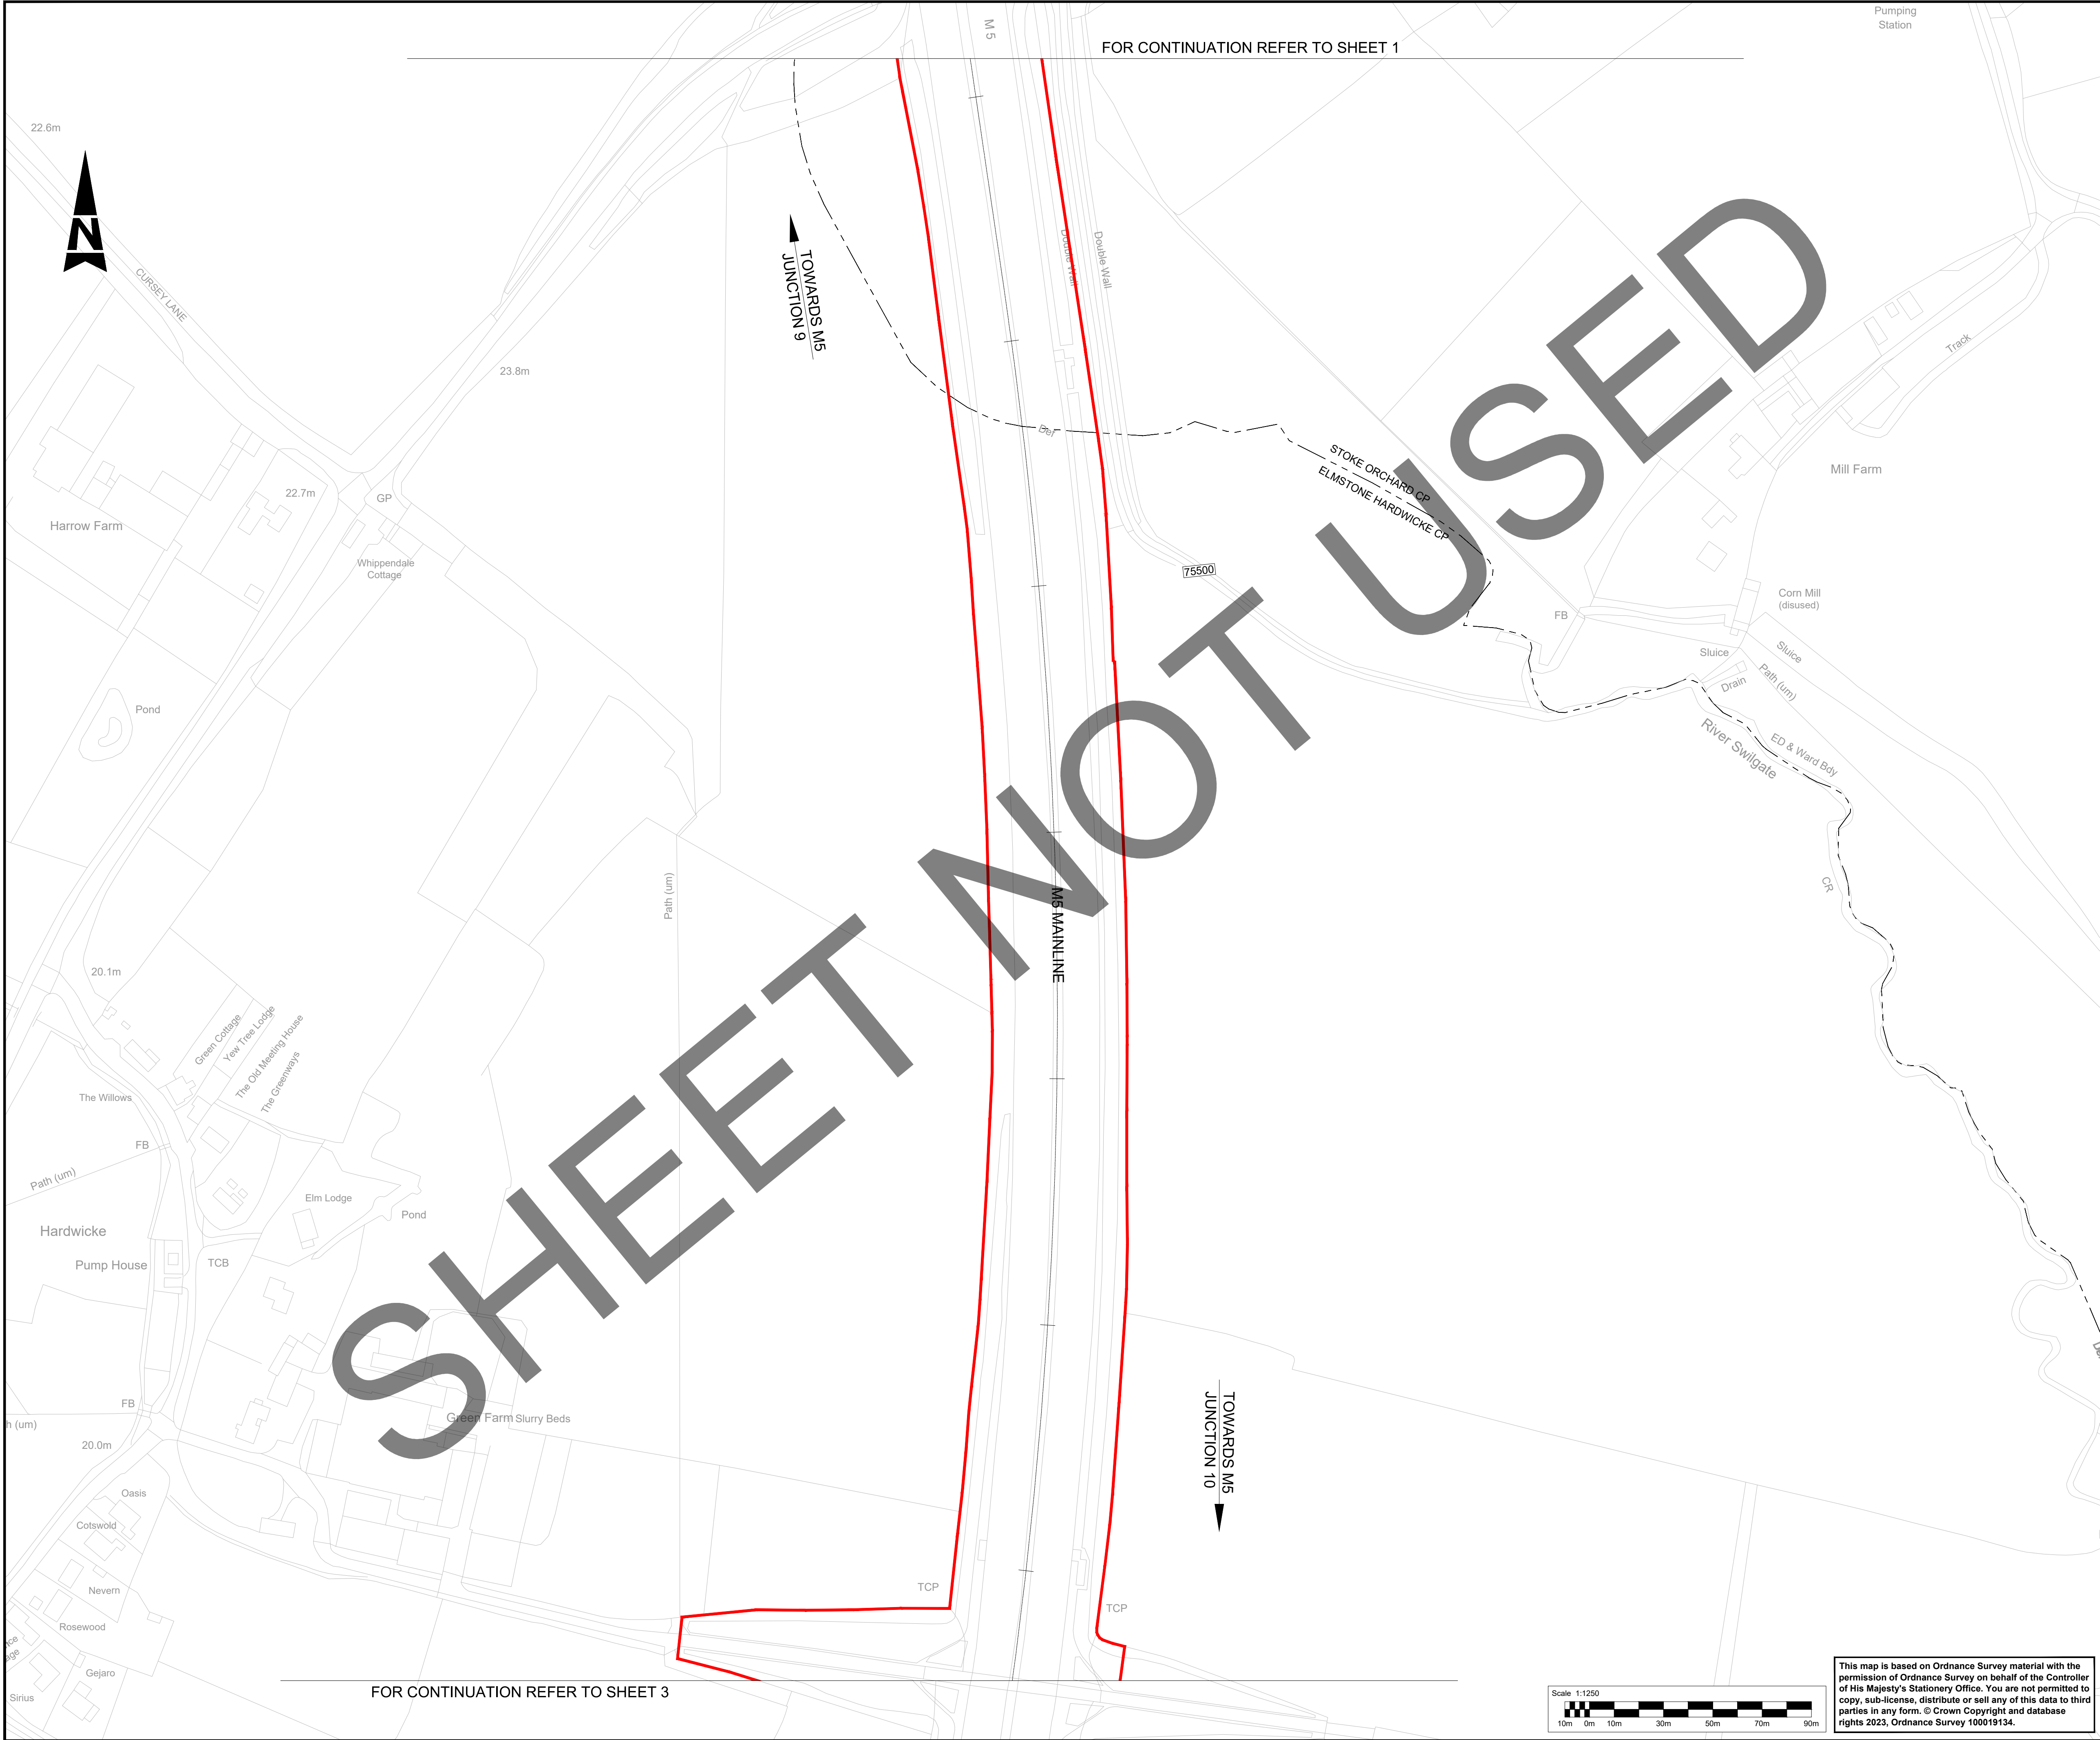 Pumping
Station
M 5
FOR CONTINUATION REFER TO SHEET 1
22.6m
N
CURSEY LANE
TOWARDS M5
JUNCTION 9
Double Wall
Double Wall
23.8m
Track
Def
STOKE ORCHARD CP
ELMSTONE HARDWICKE CP
Mill Farm
22.7m
GP
Harrow Farm
Whippendale
Cottage
75500
Corn Mill
(disused)
FB
Sluice
Sluice
Path (um)
Drain
Pond
River Swilgate
ED & Ward Bdy
SHEET NOT USED
Path (um)
CR
M5 MAINLINE
20.1m
Green Cottage
Yew Tree Lodge
The Old Meeting House
The Greenways
The Willows
FB
Path (um)
Elm Lodge
Pond
Hardwicke
Pump House
TCB
FB
h (um)
Green Farm
Slurry Beds
20.0m
TOWARDS M5
JUNCTION 10
Oasis
Cotswold
Nevern
TCP
TCP
Rosewood
Gejaro
Sirius
FOR CONTINUATION REFER TO SHEET 3
Scale 1:1250
10m 0m 10m 30m 50m 70m 90m
This map is based on Ordnance Survey material with the
permission of Ordnance Survey on behalf of the Controller
of His Majesty's Stationery Office. You are not permitted to
copy, sub-license, distribute or sell any of this data to third
parties in any form. © Crown Copyright and database
rights 2023, Ordnance Survey 100019134.